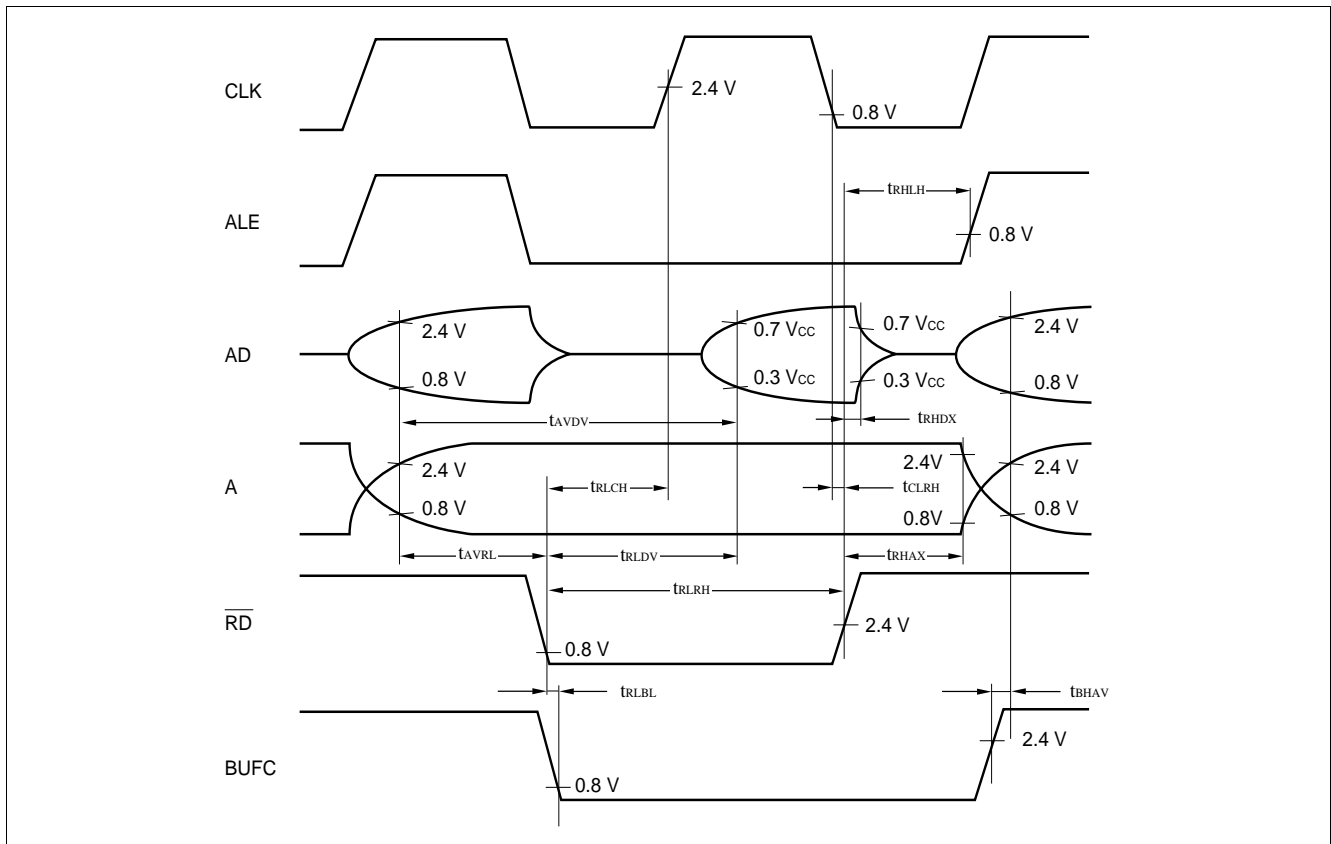 CLK
2.4 V
0.8 V
tRHLH
ALE
0.8 V
2.4 V
0.7 VCC
0.7 VCC
2.4 V
AD
0.8 V
0.3 VCC
0.3 VCC
0.8 V
tAVDV
tRHDX
2.4 V
2.4V
2.4 V
A
tRLCH
tCLRH
0.8 V
0.8V
0.8 V
tAVRL
tRLDV
tRHAX
tRLRH
RD
2.4 V
0.8 V
tRLBL
tBHAV
2.4 V
BUFC
0.8 V